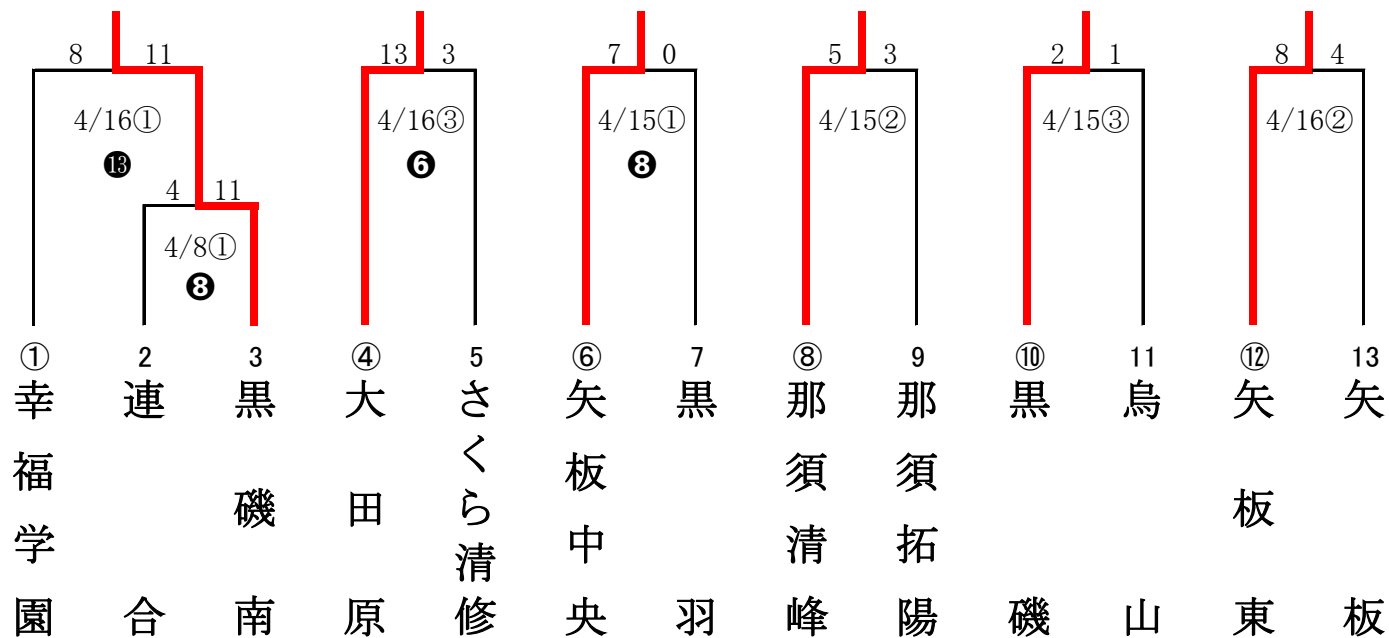 8 11 13 3 7 0 5 3 2 1 8 4
4/16① 4/16③ 4/15① 4/15② 4/15③ 4/16②
⓭ ❻ ❽
4 11
4/8①
❽
① 2 3 ④ 5 ⑥ 7 ⑧ 9 ⑩ 11 ⑫ 13
幸福学園
連合
黒磯南
大田原
さくら清修
矢板中央
黒羽
那須清峰
那須拓陽
黒磯
烏山
矢板東
矢板